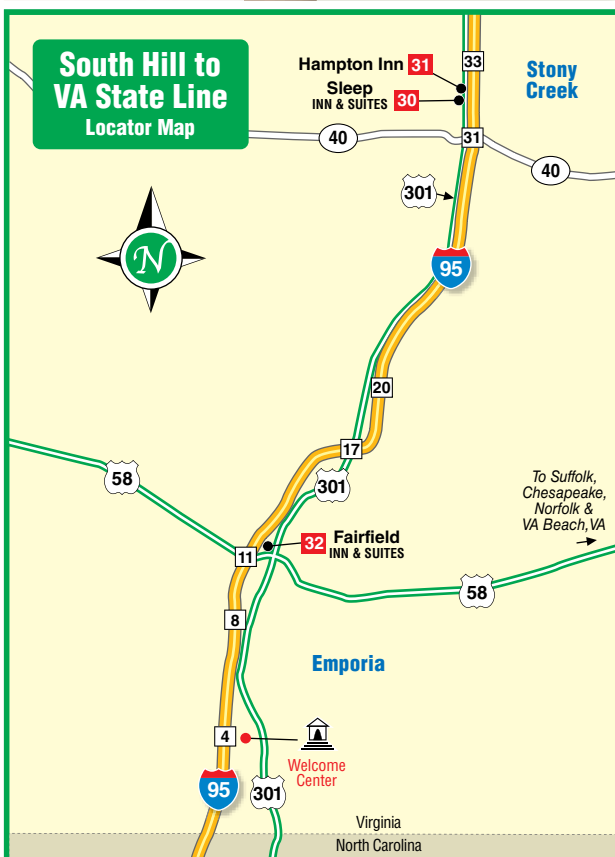 South Hill to
VA State Line
Locator Map
Hampton Inn 31
33
Stony
Creek
Sleep
INN & SUITES 30
40
31
40
301
N
95
20
17
58
301
To Suffolk,
Chesapeake,
Norfolk &
VA Beach,VA
32 Fairfield
INN & SUITES
11
58
8
Emporia
4
Welcome
Center
95
301
Virginia
North Carolina